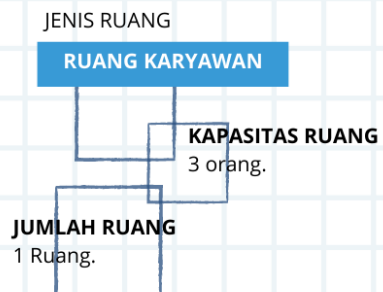 JENIS RUANG
RUANG KARYAWAN
KAPASITAS RUANG
3 orang.
JUMLAH RUANG
1 Ruang.